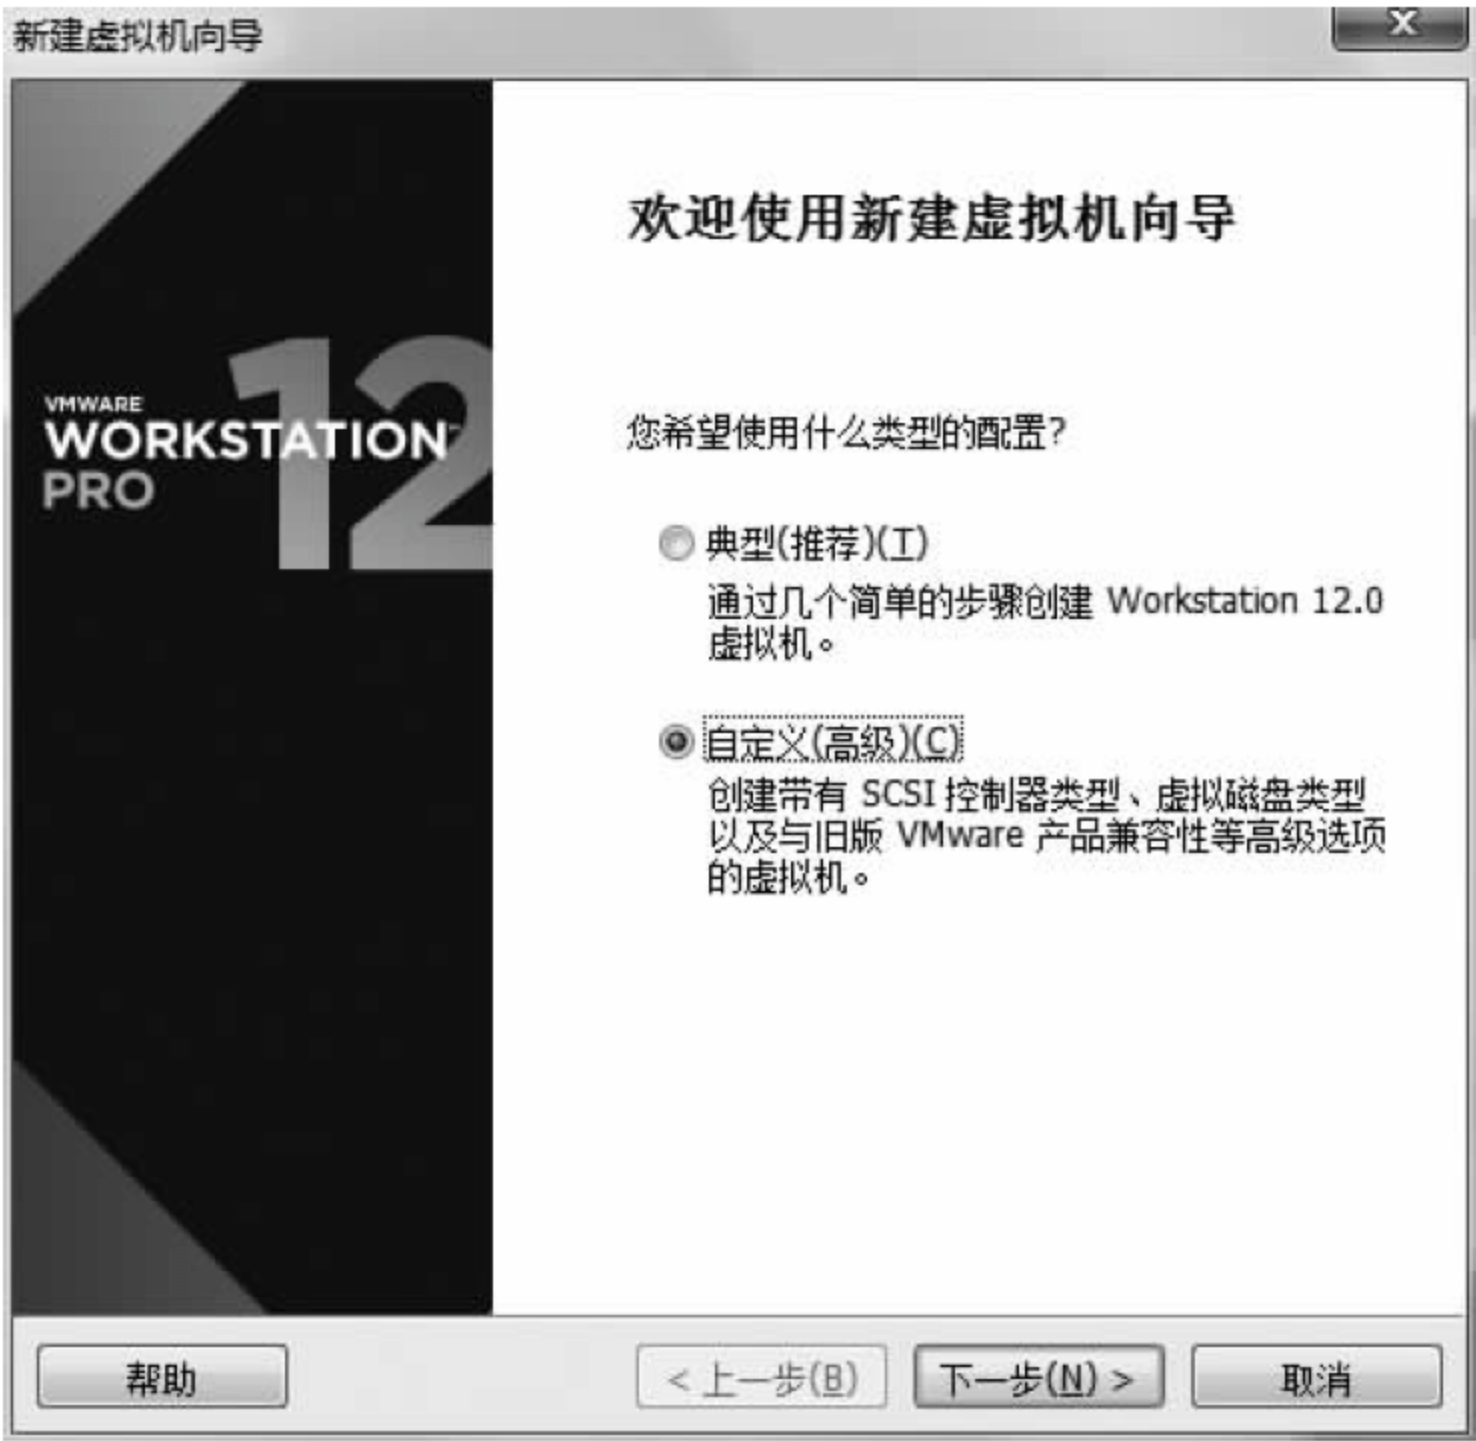 新建虚拟机向导
X
12
VMWARE
WORKSTATION™
PRO
欢迎使用新建虚拟机向导
您希望使用什么类型的配置?
典型(推荐)(T)
通过几个简单的步骤创建 Workstation 12.0
虚拟机。
自定义(高级)(C)
创建带有 SCSI 控制器类型、虚拟磁盘类型
以及与旧版 VMware 产品兼容性等高级选项
的虚拟机。
帮助
< 上一步(B)
下一步(N) >
取消